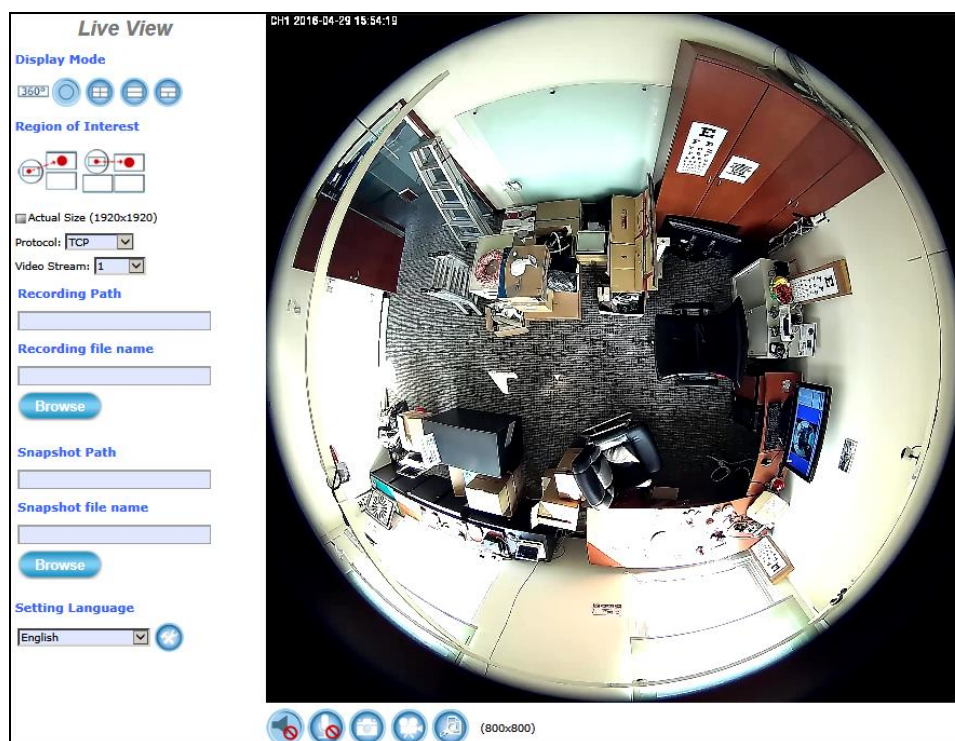 Live View
Display Mode
360°
Region of Interest
Actual Size (1920x1920)
Protocol: TCP
Video Stream: 1
Recording Path
Recording file name
Browse
Snapshot Path
Snapshot file name
Browse
Setting Language
English
CH1 2016-04-29 15:54:19
E
(800x800)